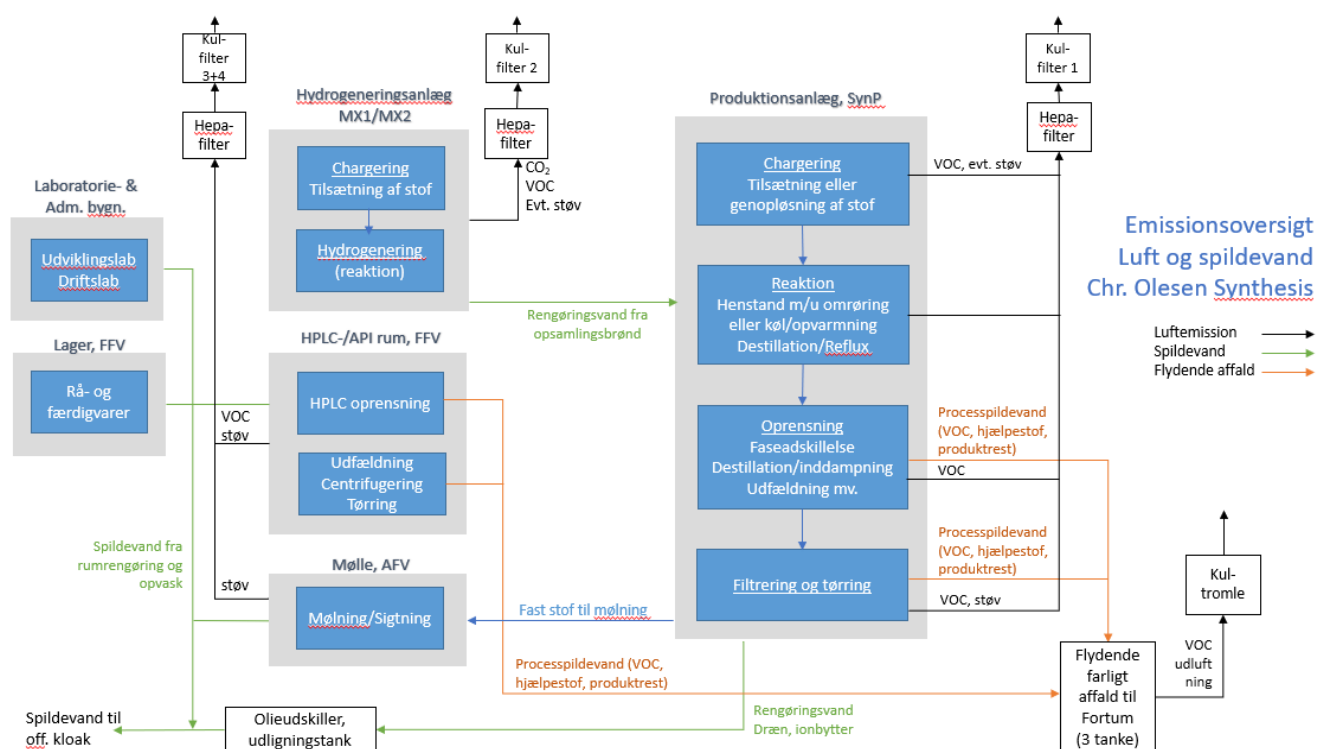 Kul-
filter
3+4
Kul-
filter 2
Kul-
filter 1
Hepa-
filter
Hydrogeneringsanlæg
MX1/MX2
Hepa-
filter
Produktionsanlæg, SynP
Hepa-
filter
Chargering
Tilsætning af stof
Hydrogenering
(reaktion)
CO₂
VOC
Evt. støv
Chargering
Tilsætning eller
genopløsning af stof
VOC, evt. støv
Laboratorie- &
Adm. bygn.
Udviklingslab
Driftslab
Emissionsoversigt
Luft og spildevand
Chr. Olesen Synthesis
Reaktion
Henstand m/u omrøring
eller køl/opvarmning
Destillation/Reflux
Rengøringsvand fra
opsamlingsbrønd
Luftemission
Spildevand
Flydende affald
Lager, FFV
Rå- og
færdigvarer
HPLC-/API rum, FFV
HPLC oprensning
VOC
støv
Udfældning
Centrifugering
Tørring
Oprensning
Faseadskillelse
Destillation/inddampning
Udfældning mv.
Processpildevand
(VOC, hjælpestof,
produktrest)
VOC
Spildevand fra
rumrengøring og
opvask
Processpildevand
(VOC, hjælpestof,
produktrest)
Mølle, AFV
støv
Mølning/Sigtning
Fast stof til mølning
Filtrering og tørring
VOC, støv
Kul-
tromle
Processpildevand (VOC,
hjælpestof, produktrest)
Flydende
farligt
affald til
Fortum
(3 tanke)
VOC
udluft
ning
Spildevand til
off. kloak
Olieudskiller,
udligningstank
Rengøringsvand
Dræn, ionbytter